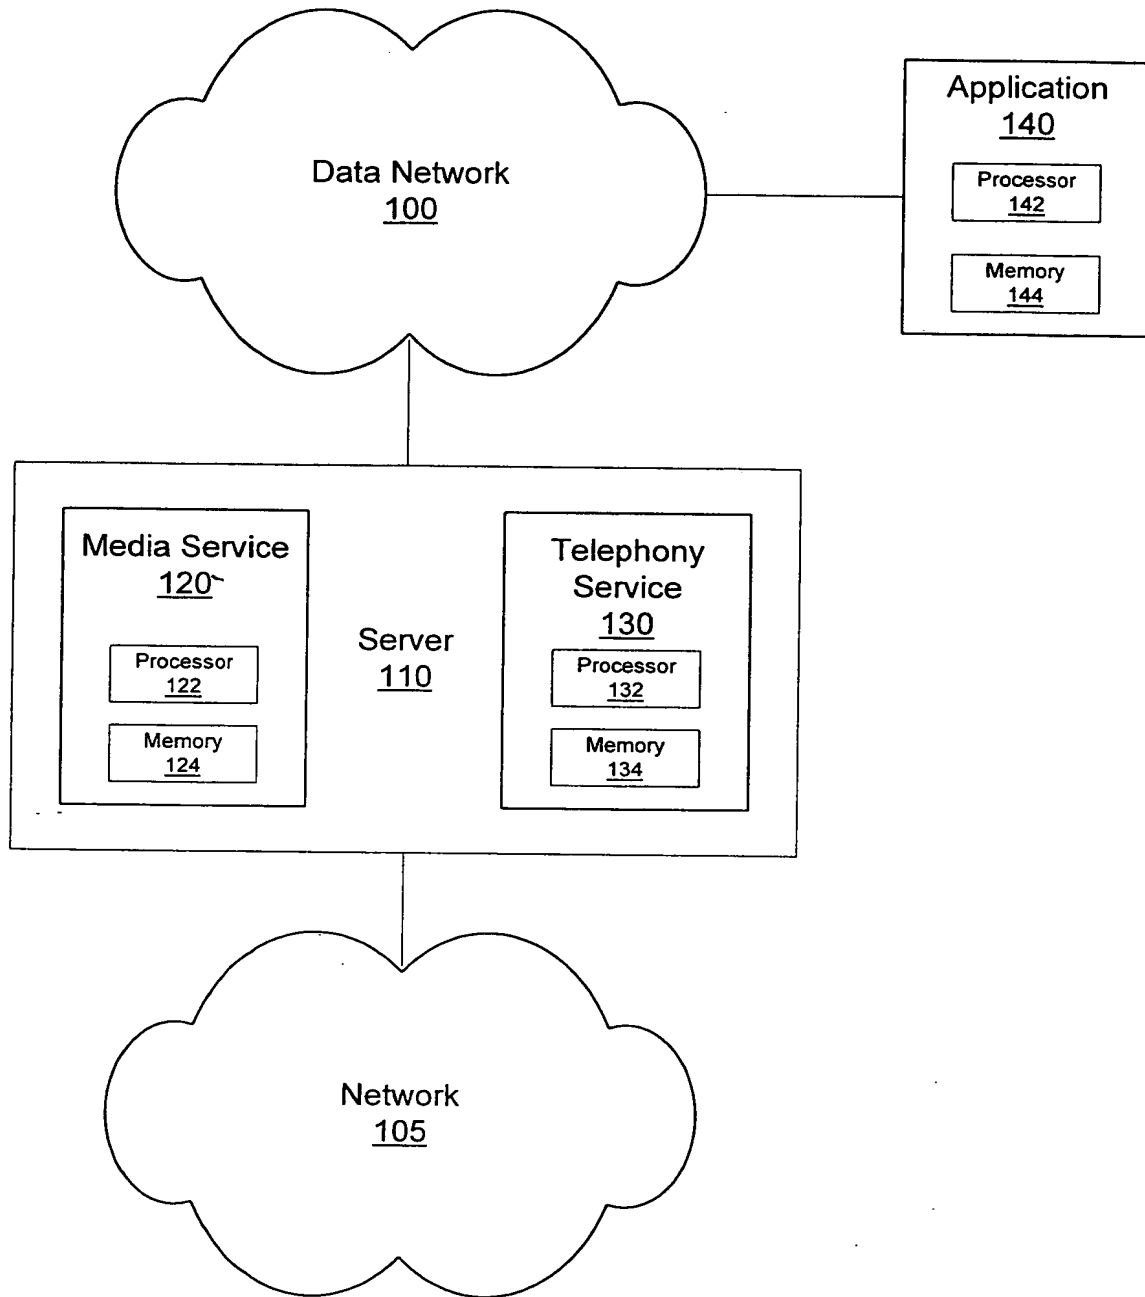 Data Network
100
Application
140
Processor
142
Memory
144
Media Service
120
Processor
122
Memory
124
Server
110
Telephony
Service
130
Processor
132
Memory
134
Network
105